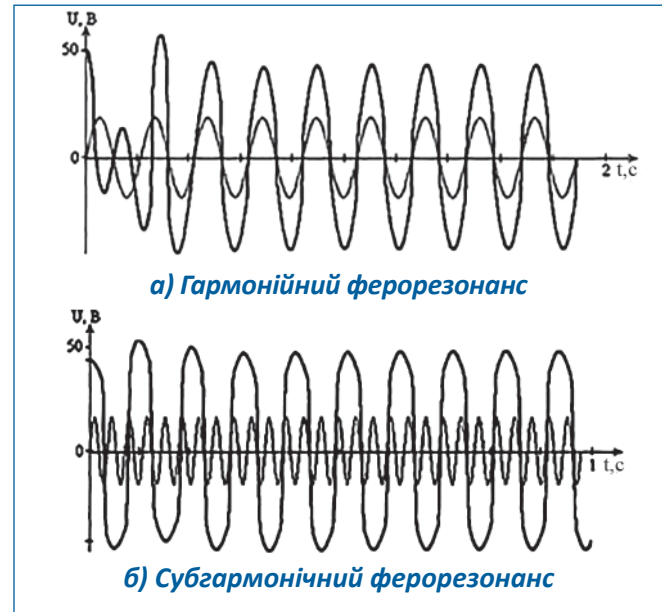 U, В
50
0
2 t,c
а) Гармонійний ферорезонанс
U, В
50
0
1 t,c
б) Субгармонічний ферорезонанс